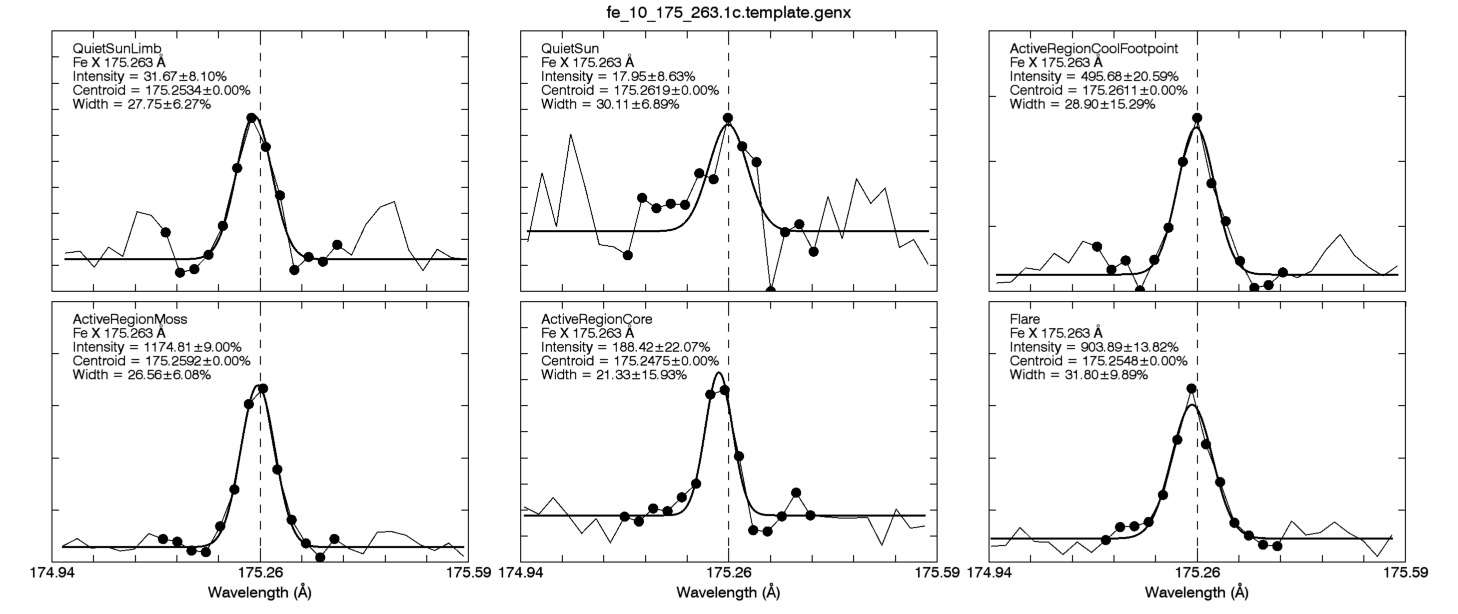 fe_10_175_263.1c.template.genx
QuietSunLimb
Fe X 175.263 Å
Intensity = 31.67±8.10%
Centroid = 175.2534±0.00%
Width = 27.75±6.27%
QuietSun
Fe X 175.263 Å
Intensity = 17.95±8.63%
Centroid = 175.2619±0.00%
Width = 30.11±6.89%
ActiveRegionCoolFootpoint
Fe X 175.263 Å
Intensity = 495.68±20.59%
Centroid = 175.2611±0.00%
Width = 28.90±15.29%
ActiveRegionMoss
Fe X 175.263 Å
Intensity = 1174.81±9.00%
Centroid = 175.2592±0.00%
Width = 26.56±6.08%
ActiveRegionCore
Fe X 175.263 Å
Intensity = 188.42±22.07%
Centroid = 175.2475±0.00%
Width = 21.33±15.93%
Flare
Fe X 175.263 Å
Intensity = 903.89±13.82%
Centroid = 175.2548±0.00%
Width = 31.80±9.89%
174.94 175.26 175.59
174.94 175.26 175.59
174.94 175.26 175.59
Wavelength (Å)
Wavelength (Å)
Wavelength (Å)